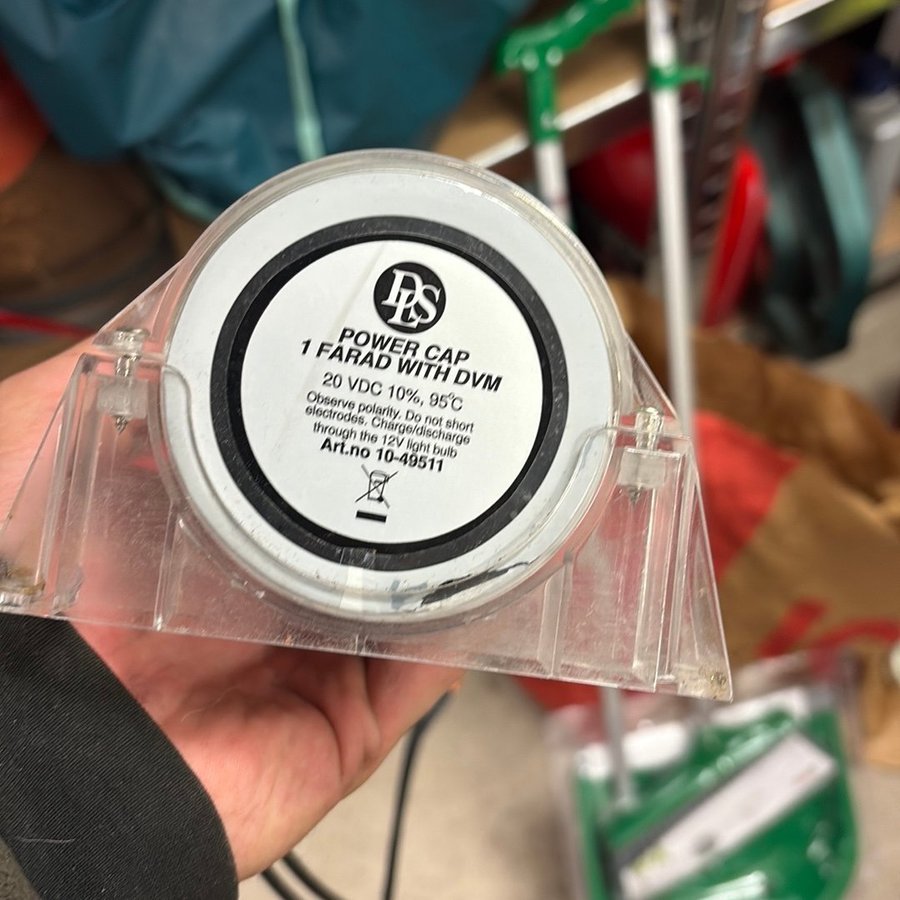 DLS
POWER CAP
1 FARAD WITH DVM
20 VDC 10%, 95°C
Observe polarity. Do not short
electrodes. Charge/discharge
through the 12V light bulb
Art.no 10-49511